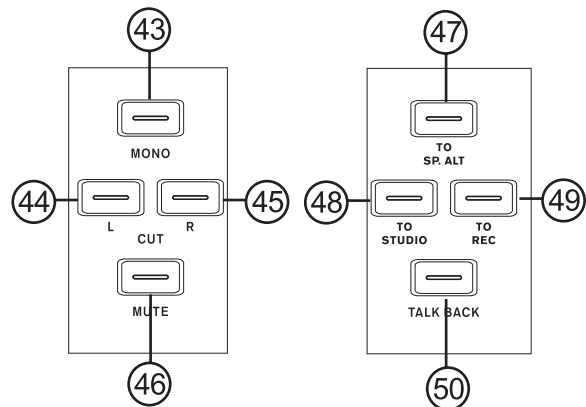 43
MONO
44
45
L
R
CUT
MUTE
46
47
TO
SP. ALT
48
49
TO
STUDIO
TO
REC
TALK BACK
50